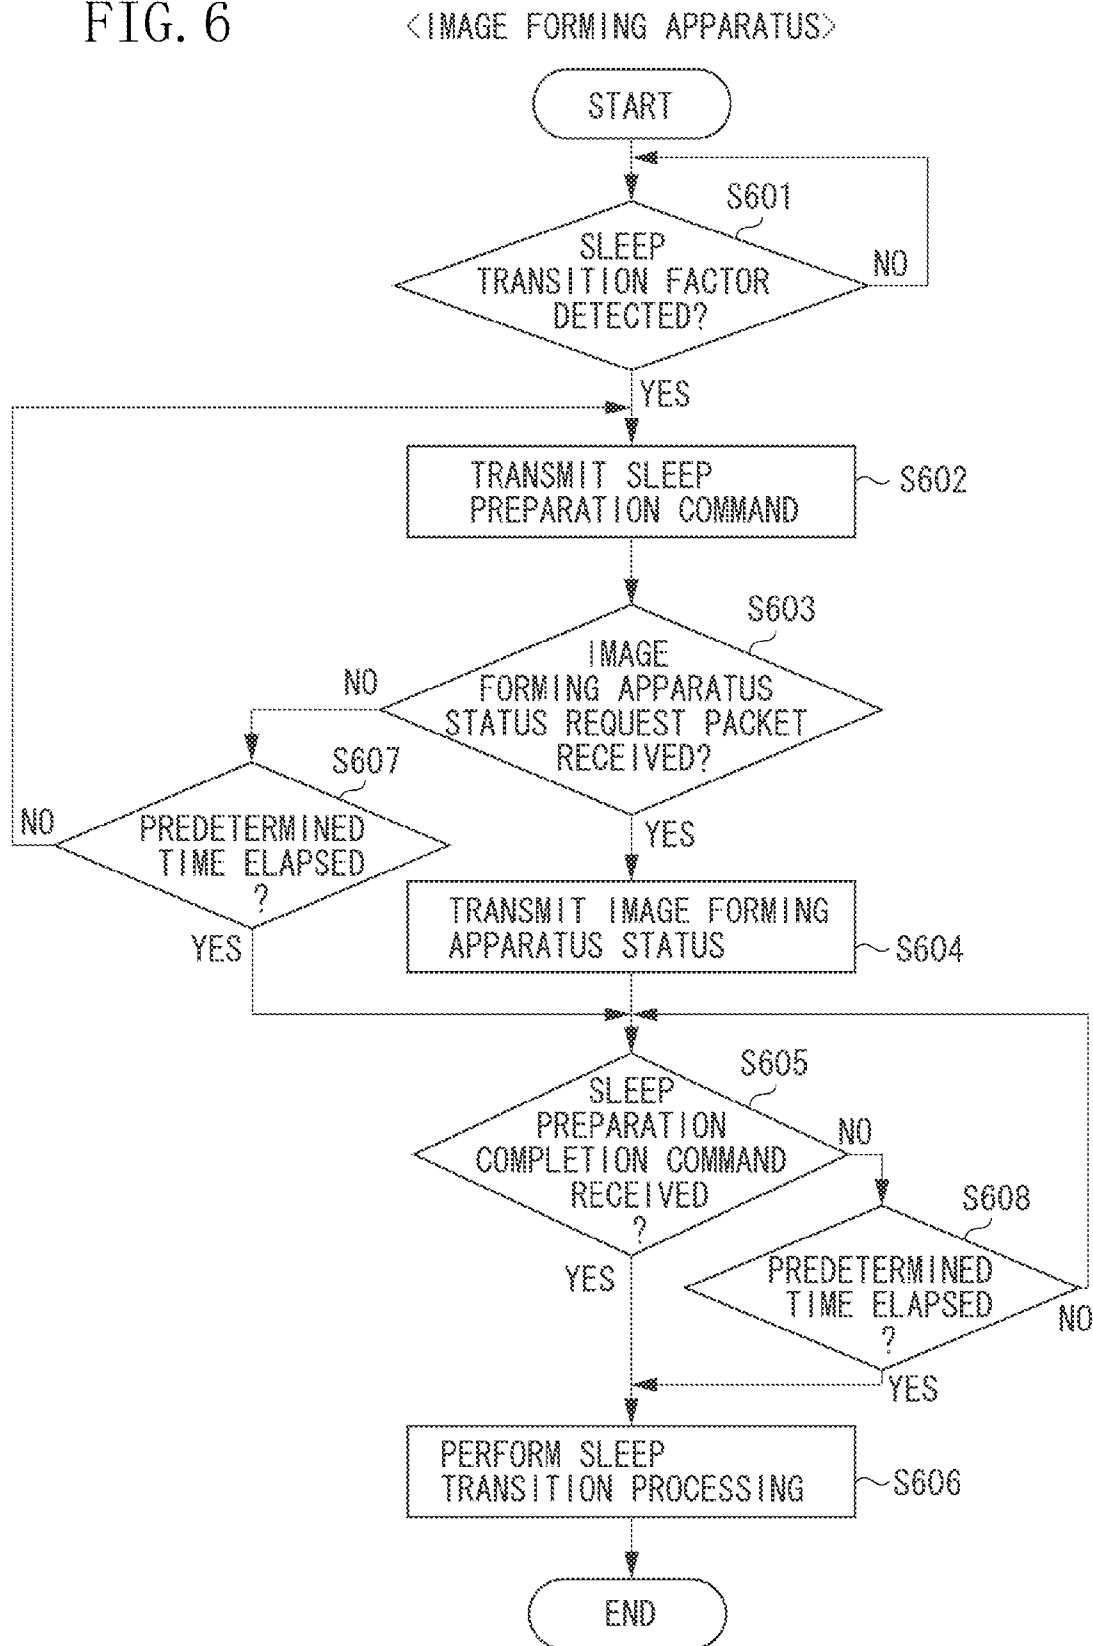 FIG. 6
<IMAGE FORMING APPARATUS>
START
S601
SLEEP
TRANSITION FACTOR
DETECTED?
NO
YES
TRANSMIT SLEEP
PREPARATION COMMAND
S602
S603
IMAGE
FORMING APPARATUS
STATUS REQUEST PACKET
RECEIVED?
NO
YES
S607
PREDETERMINED
TIME ELAPSED
?
NO
YES
TRANSMIT IMAGE FORMING
APPARATUS STATUS
S604
S605
SLEEP
PREPARATION
COMPLETION COMMAND
RECEIVED
?
NO
YES
S608
PREDETERMINED
TIME ELAPSED
?
NO
YES
PERFORM SLEEP
TRANSITION PROCESSING
S606
END